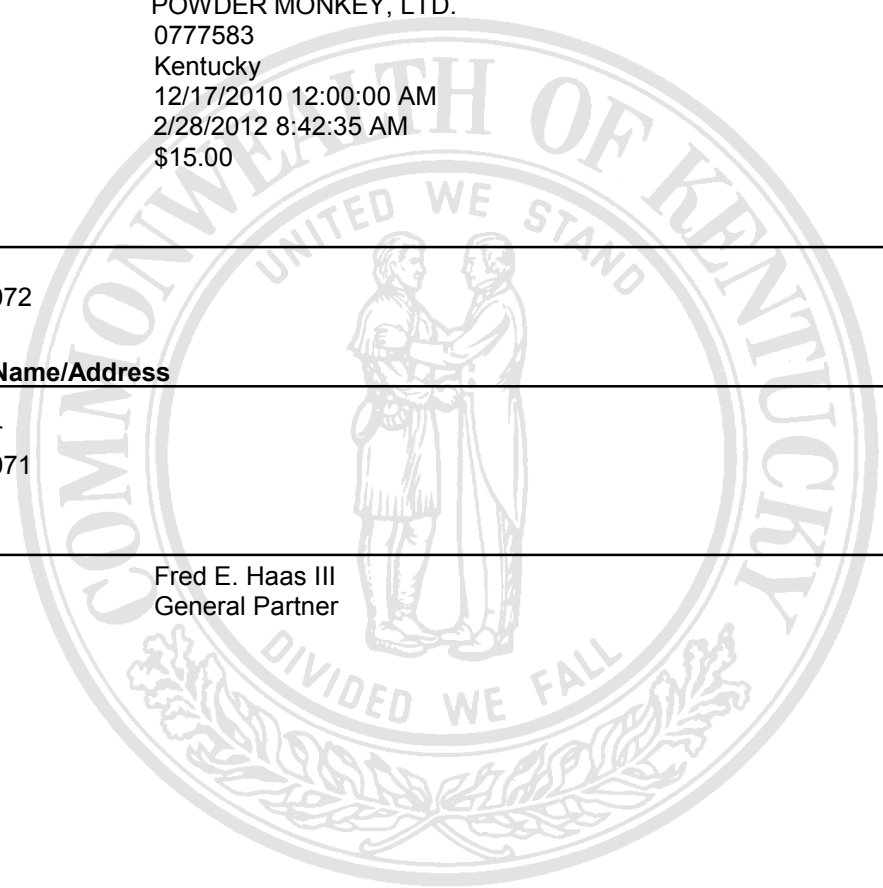 POWDER MONKEY, LTD.
0777583
Kentucky
12/17/2010 12:00:00 AM
2/28/2012 8:42:35 AM
$15.00
072
Name/Address
071
Fred E. Haas III
General Partner
COMMONWEALTH OF KENTUCKY
UNITED WE STAND
DIVIDED WE FALL